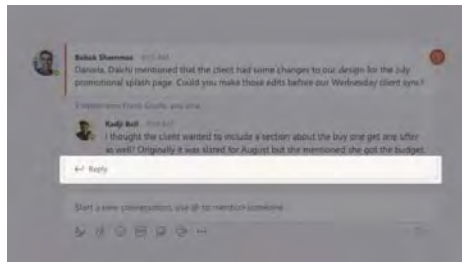 Babak Shammas
Daniela, Daichi mentioned that the client had some changes to our design for the July
promotional splash page. Could you make those edits before our Wednesday client sync?
Kadji Bell
I thought the client wanted to include a section about the buy one get one offer
as well? Originally it was slated for August but she mentioned she got the budget.
Reply
Start a new conversation, use @ to mention someone